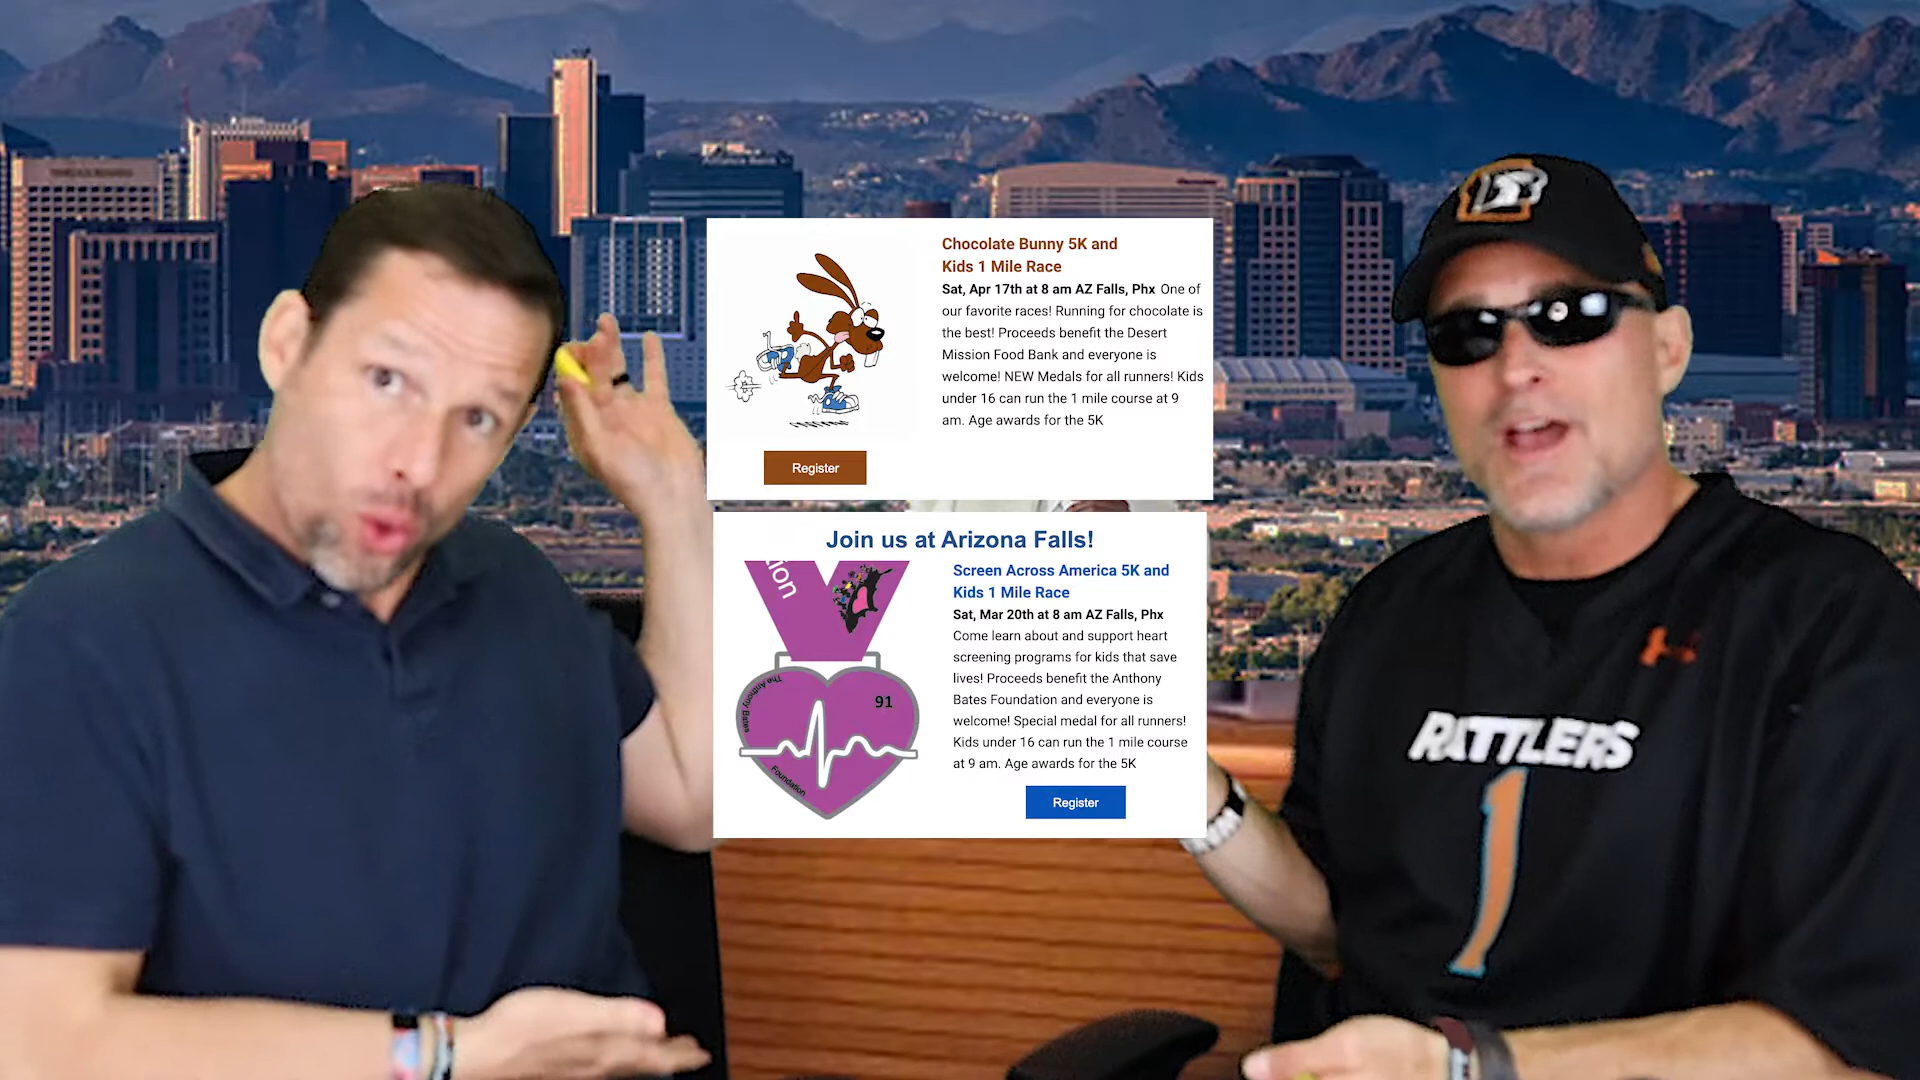 Chocolate Bunny 5K and
Kids 1 Mile Race
Sat, Apr 17th at 8 am AZ Falls, Phx One of
our favorite races! Running for chocolate is
the best! Proceeds benefit the Desert
Mission Food Bank and everyone is
welcome! NEW Medals for all runners! Kids
under 16 can run the 1 mile course at 9
am. Age awards for the 5K
Register
Join us at Arizona Falls!
Screen Across America 5K and
Kids 1 Mile Race
Sat, Mar 20th at 8 am AZ Falls, Phx
Come learn about and support heart
screening programs for kids that save
lives! Proceeds benefit the Anthony
Bates Foundation and everyone is
welcome! Special medal for all runners!
Kids under 16 can run the 1 mile course
at 9 am. Age awards for the 5K
Register
ion
91
The Anthony Bates
Foundation
RATTLERS
1